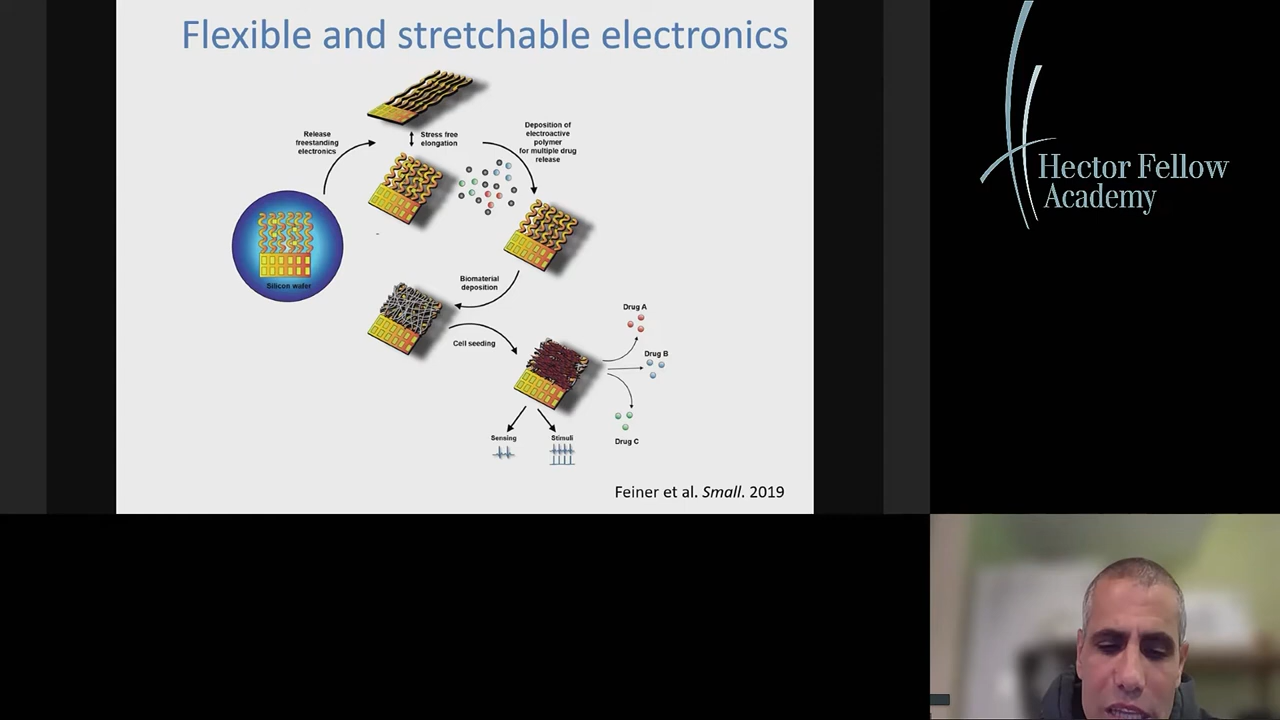 Flexible and stretchable electronics
Release
freestanding
electronics
Stress free
elongation
Deposition of
electroactive
polymer
for multiple drug
release
Silicon wafer
Biomaterial
deposition
Cell seeding
Drug A
Drug B
Drug C
Sensing
Stimuli
Feiner et al. Small. 2019
Hector Fellow
Academy